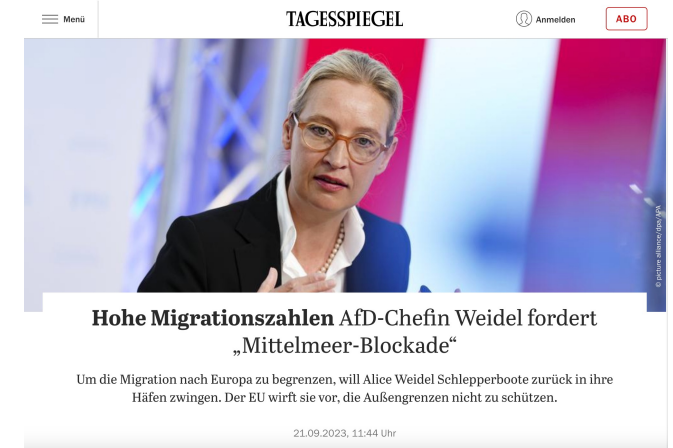 Menü
TAGESSPIEGEL
Anmelden
ABO
© picture alliance/dpa/APA
Hohe Migrationszahlen AfD-Chefin Weidel fordert
„Mittelmeer-Blockade“
Um die Migration nach Europa zu begrenzen, will Alice Weidel Schlepperboote zurück in ihre
Häfen zwingen. Der EU wirft sie vor, die Außengrenzen nicht zu schützen.
21.09.2023, 11:44 Uhr